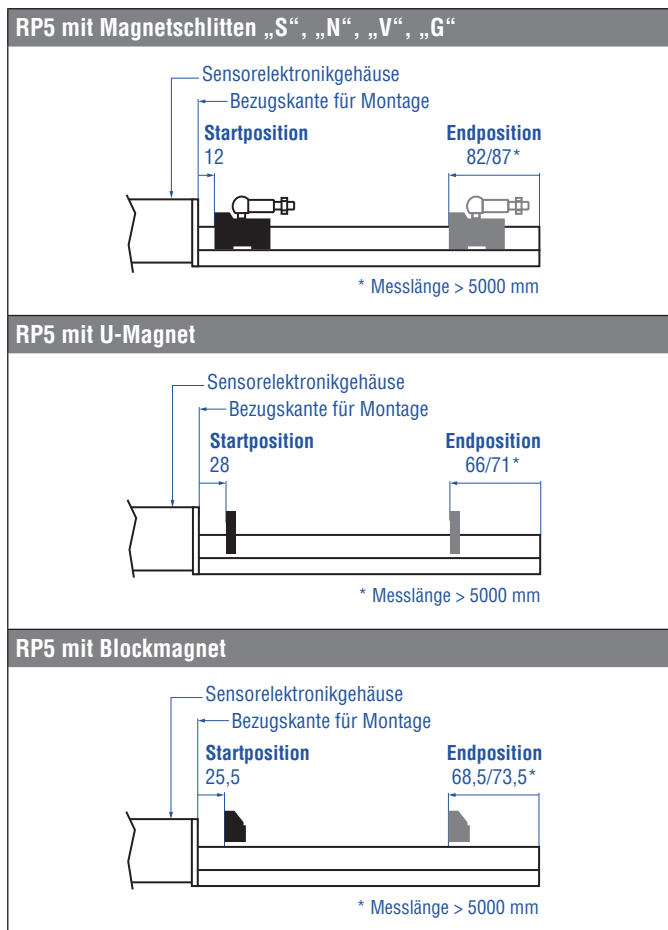 RP5 mit Magnetschlitten „S“, „N“, „V“, „G“
Sensorelektronikgehäuse
Bezugskante für Montage
Startposition
12
Endposition
82/87*
* Messlänge > 5000 mm
RP5 mit U-Magnet
Sensorelektronikgehäuse
Bezugskante für Montage
Startposition
28
Endposition
66/71*
* Messlänge > 5000 mm
RP5 mit Blockmagnet
Sensorelektronikgehäuse
Bezugskante für Montage
Startposition
25,5
Endposition
68,5/73,5*
* Messlänge > 5000 mm